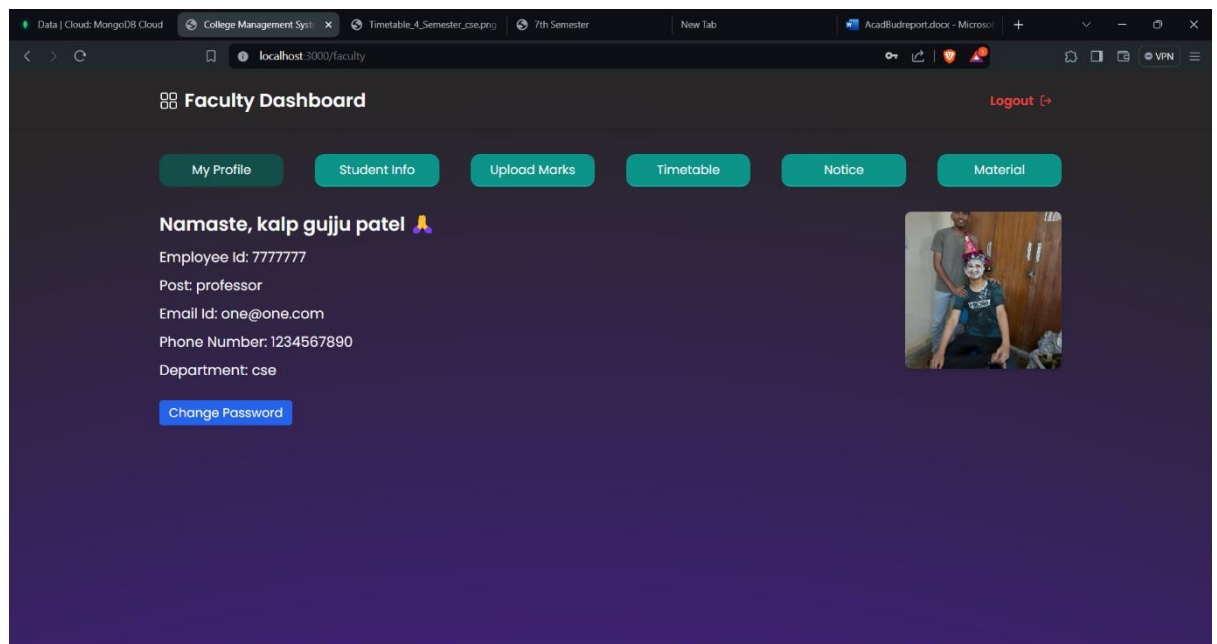 Data | Cloud: MongoDB Cloud
College Management Syst
Timetable_4_Semester_cse.png
7th Semester
New Tab
AcadBudreport.docx - Microsof
localhost:3000/faculty
VPN
Faculty Dashboard
Logout
My Profile
Student Info
Upload Marks
Timetable
Notice
Material
Namaste, kalp gujju patel 🙏
Employee Id: 7777777
Post: professor
Email Id: one@one.com
Phone Number: 1234567890
Department: cse
Change Password